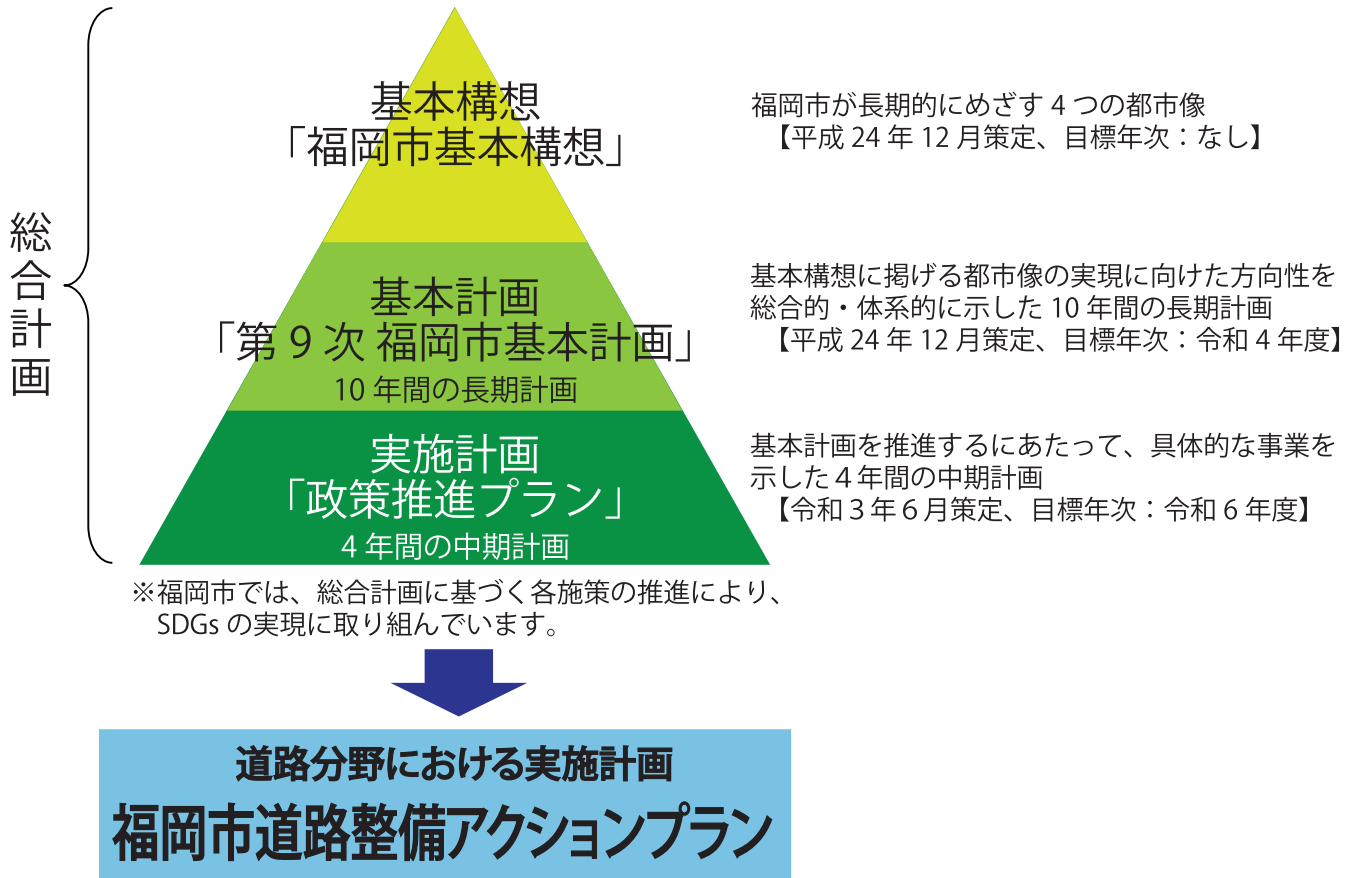 総合計画
基本構想
「福岡市基本構想」
福岡市が長期的にめざす 4 つの都市像
【平成 24 年 12 月策定、目標年次：なし】
基本計画
「第 9 次 福岡市基本計画」
10 年間の長期計画
基本構想に掲げる都市像の実現に向けた方向性を
総合的・体系的に示した 10 年間の長期計画
【平成 24 年 12 月策定、目標年次：令和 4 年度】
実施計画
「政策推進プラン」
4 年間の中期計画
基本計画を推進するにあたって、具体的な事業を
示した４年間の中期計画
【令和３年６月策定、目標年次：令和６年度】
※福岡市では、総合計画に基づく各施策の推進により、
SDGs の実現に取り組んでいます。
道路分野における実施計画
福岡市道路整備アクションプラン